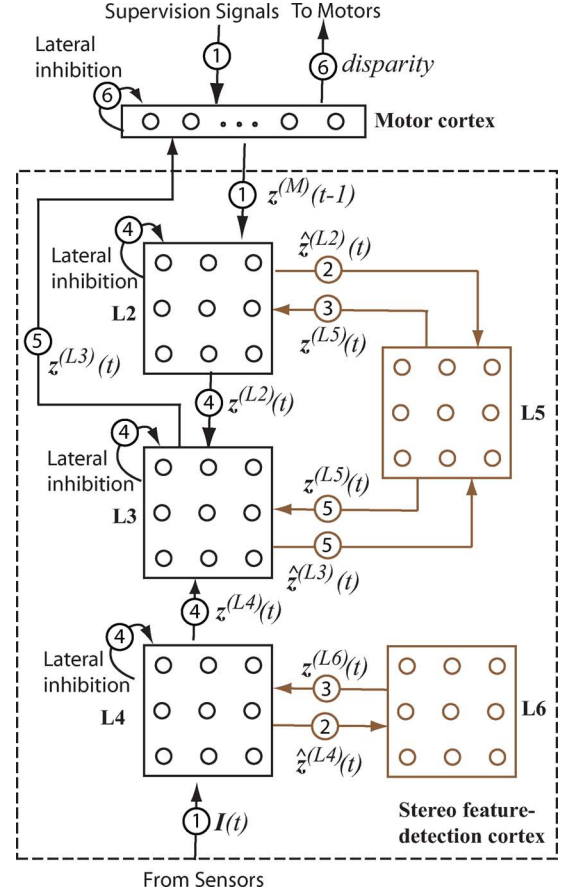 Supervision Signals
To Motors
Lateral
inhibition
1
6
disparity
6
Motor cortex
1
z^(M)(t-1)
4
Lateral
inhibition
L2
ẑ^(L2)(t)
2
3
z^(L5)(t)
5
z^(L3)(t)
4
z^(L2)(t)
L5
4
Lateral
inhibition
L3
z^(L5)(t)
5
5
ẑ^(L3)(t)
4
z^(L4)(t)
4
Lateral
inhibition
L4
z^(L6)(t)
3
2
ẑ^(L4)(t)
L6
1
I(t)
Stereo feature-
detection cortex
From Sensors